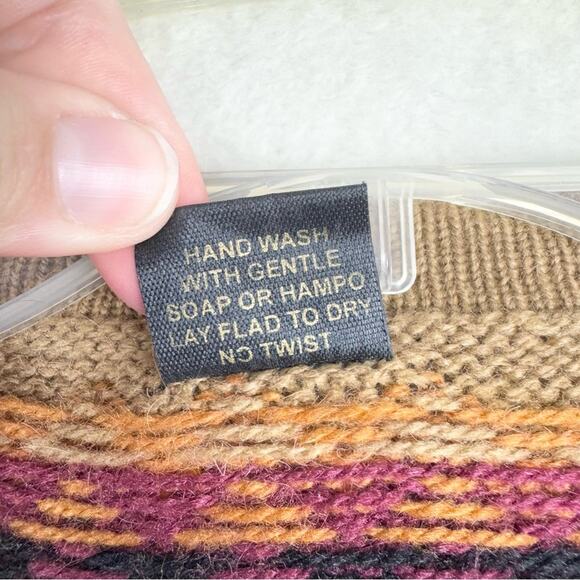 HAND WASH
WITH GENTLE
SOAP OR HAMPO
LAY FLAD TO DRY
NO TWIST